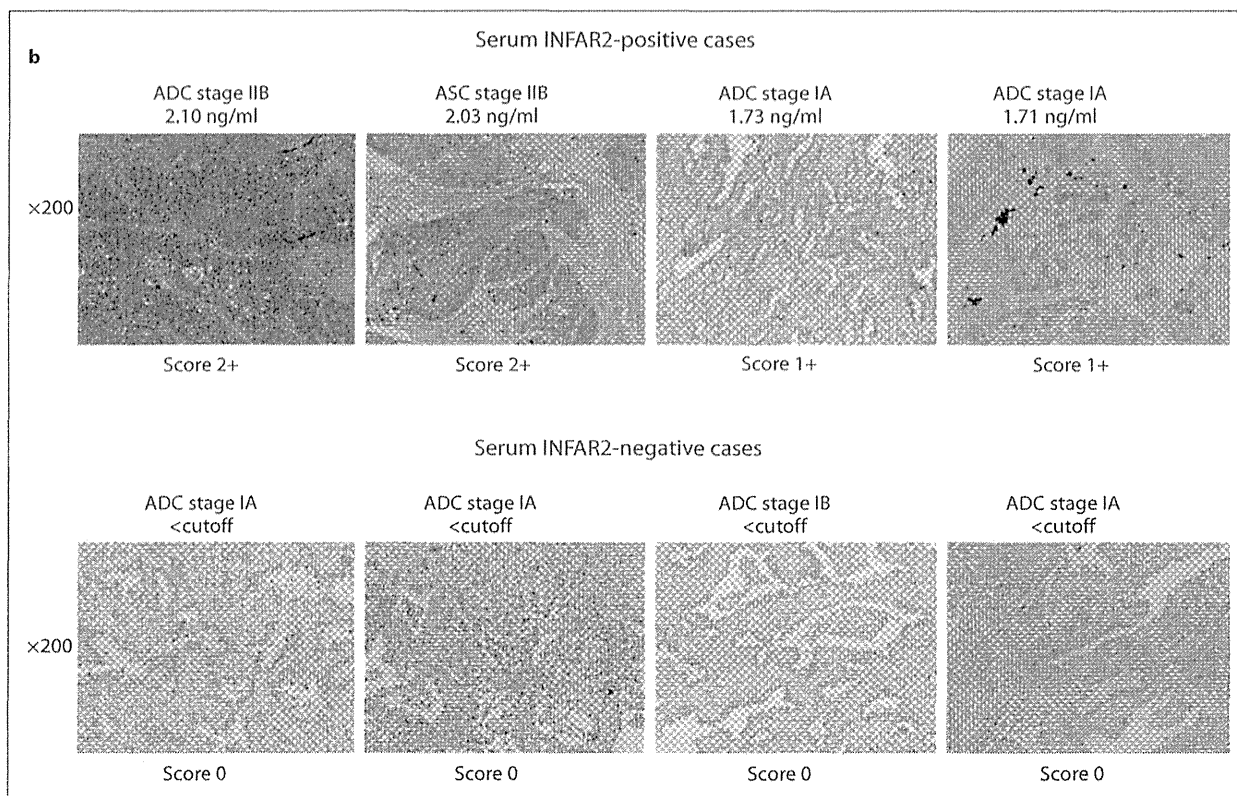 b
Serum INFAR2-positive cases
ADC stage IIB
2.10 ng/ml
ASC stage IIB
2.03 ng/ml
ADC stage IA
1.73 ng/ml
ADC stage IA
1.71 ng/ml
×200
Score 2+
Score 2+
Score 1+
Score 1+
Serum INFAR2-negative cases
ADC stage IA
<cutoff
ADC stage IA
<cutoff
ADC stage IB
<cutoff
ADC stage IA
<cutoff
×200
Score 0
Score 0
Score 0
Score 0